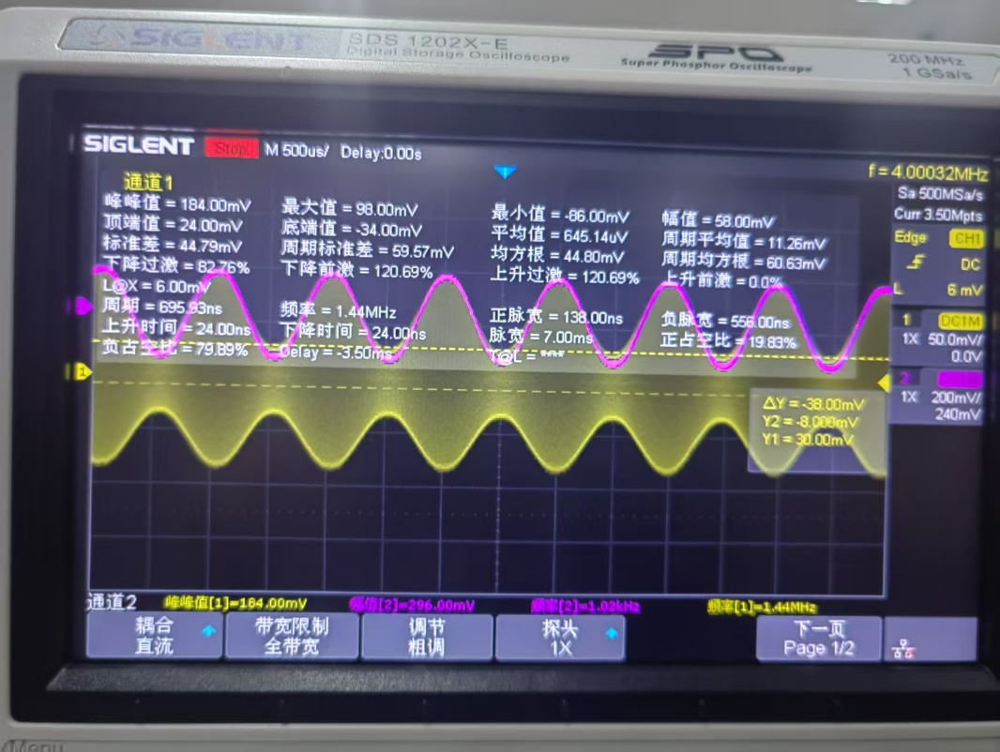 SIGLENT SDS 1202X-E SPO 200 MHz
Digital Storage Oscilloscope Super Phosphor Oscilloscope 1 GSa/s
SIGLENT Stop M 500us/ Delay:0.00s
f = 4.00032MHz
Sa 500MSa/s
Curr 3.50Mpts
Edge CH1
DC
L 6 mV
1 DC1M
1X 50.0mV/
0.0V
2
1X 200mV/
240mV
通道1
峰峰值 = 184.00mV 最大值 = 98.00mV 最小值 = -86.00mV 幅值 = 58.00mV
顶端值 = 24.00mV 底端值 = -34.00mV 平均值 = 645.14uV 周期平均值 = 11.26mV
标准差 = 44.79mV 周期标准差 = 59.57mV 均方根 = 44.80mV 周期均方根 = 60.63mV
下降过激 = 82.76% 下降前激 = 120.69% 上升过激 = 120.69% 上升前激 = 0.0%
L@X = 6.00mV
周期 = 695.93ns 频率 = 1.44MHz 正脉宽 = 138.00ns 负脉宽 = 556.00ns
上升时间 = 24.00ns 下降时间 = 24.00ns 脉宽 = 7.00ms 正占空比 = 19.83%
负占空比 = 79.89% Delay = -3.50ms T@L = ****
1
ΔY = -38.00mV
Y2 = -8.000mV
Y1 = 30.00mV
通道2 峰峰值[1]=184.00mV 幅值[2]=296.00mV 频率[2]=1.02kHz 频率[1]=1.44MHz
耦合 带宽限制 调节 探头 下一页
直流 全带宽 粗调 1X Page 1/2
Menu